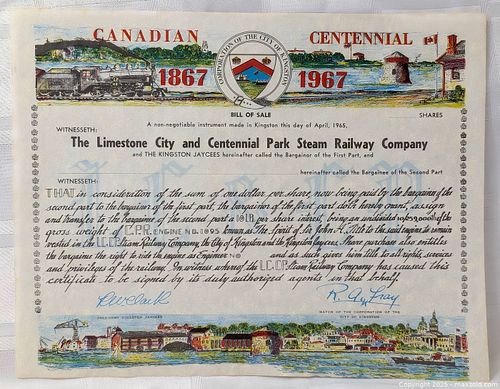 CANADIAN CENTENNIAL
CORPORATION OF THE CITY OF KINGSTON
1867 1967
BILL OF SALE
A non-negotiable instrument made in Kingston this day of April, 1965,
SHARES
WITNESSETH:
The Limestone City and Centennial Park Steam Railway Company
and THE KINGSTON JAYCEES hereinafter called the Bargainor of the First Part, and
hereinafter called the Bargainee of the Second Part
WITNESSETH:
THAT in consideration of the sum of one dollar per share now being paid by the bargainee of the
second part to the bargainor of the first part, the bargainor of the first part doth hereby grant, assign
and transfer to the bargainee of the second part a 10 LB per share interest, being an undivided
gross weight of C.P.R. ENGINE NO. 1095 known as The Spirit of Sir John A. Title to the said engine to remain
vested in the L.C.C.P. Steam Railway Company, the City of Kingston and the Kingston Jaycees. Share purchase also entitles
the bargainee the right to ride the engine as Engineer NO and as such gives him title to all rights, services
and privileges of the railway. In witness whereof the L.C.C.P. Steam Railway Company has caused this
certificate to be signed by its duly authorized agents in that behalf.
PRESIDENT KINGSTON JAYCEES
MAYOR OF THE CORPORATION OF THE
CITY OF KINGSTON
Copyright 2025 - maxsold.com